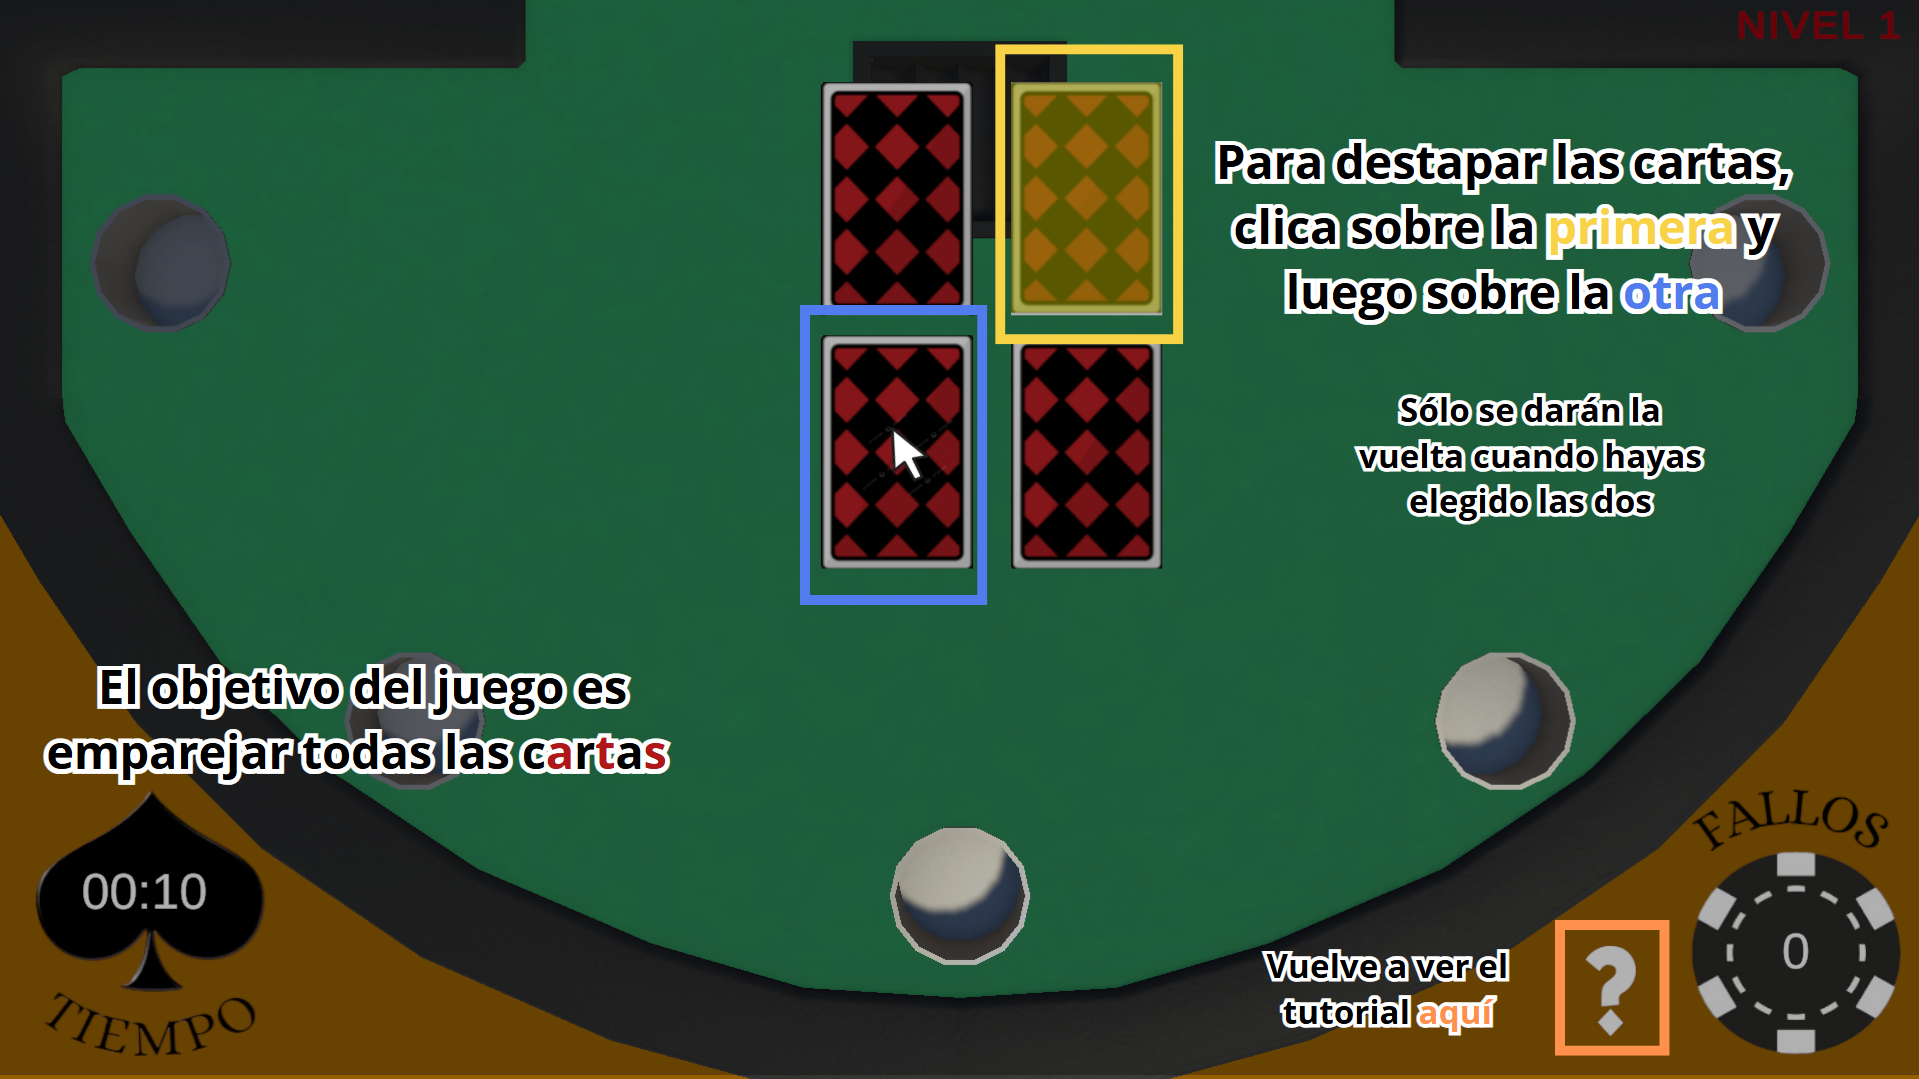 NIVEL 1
Para destapar las cartas,
clica sobre la primera y
luego sobre la otra
Sólo se darán la
vuelta cuando hayas
elegido las dos
El objetivo del juego es
emparejar todas las cartas
00:10
TIEMPO
Vuelve a ver el
tutorial aquí
?
FALLOS
0